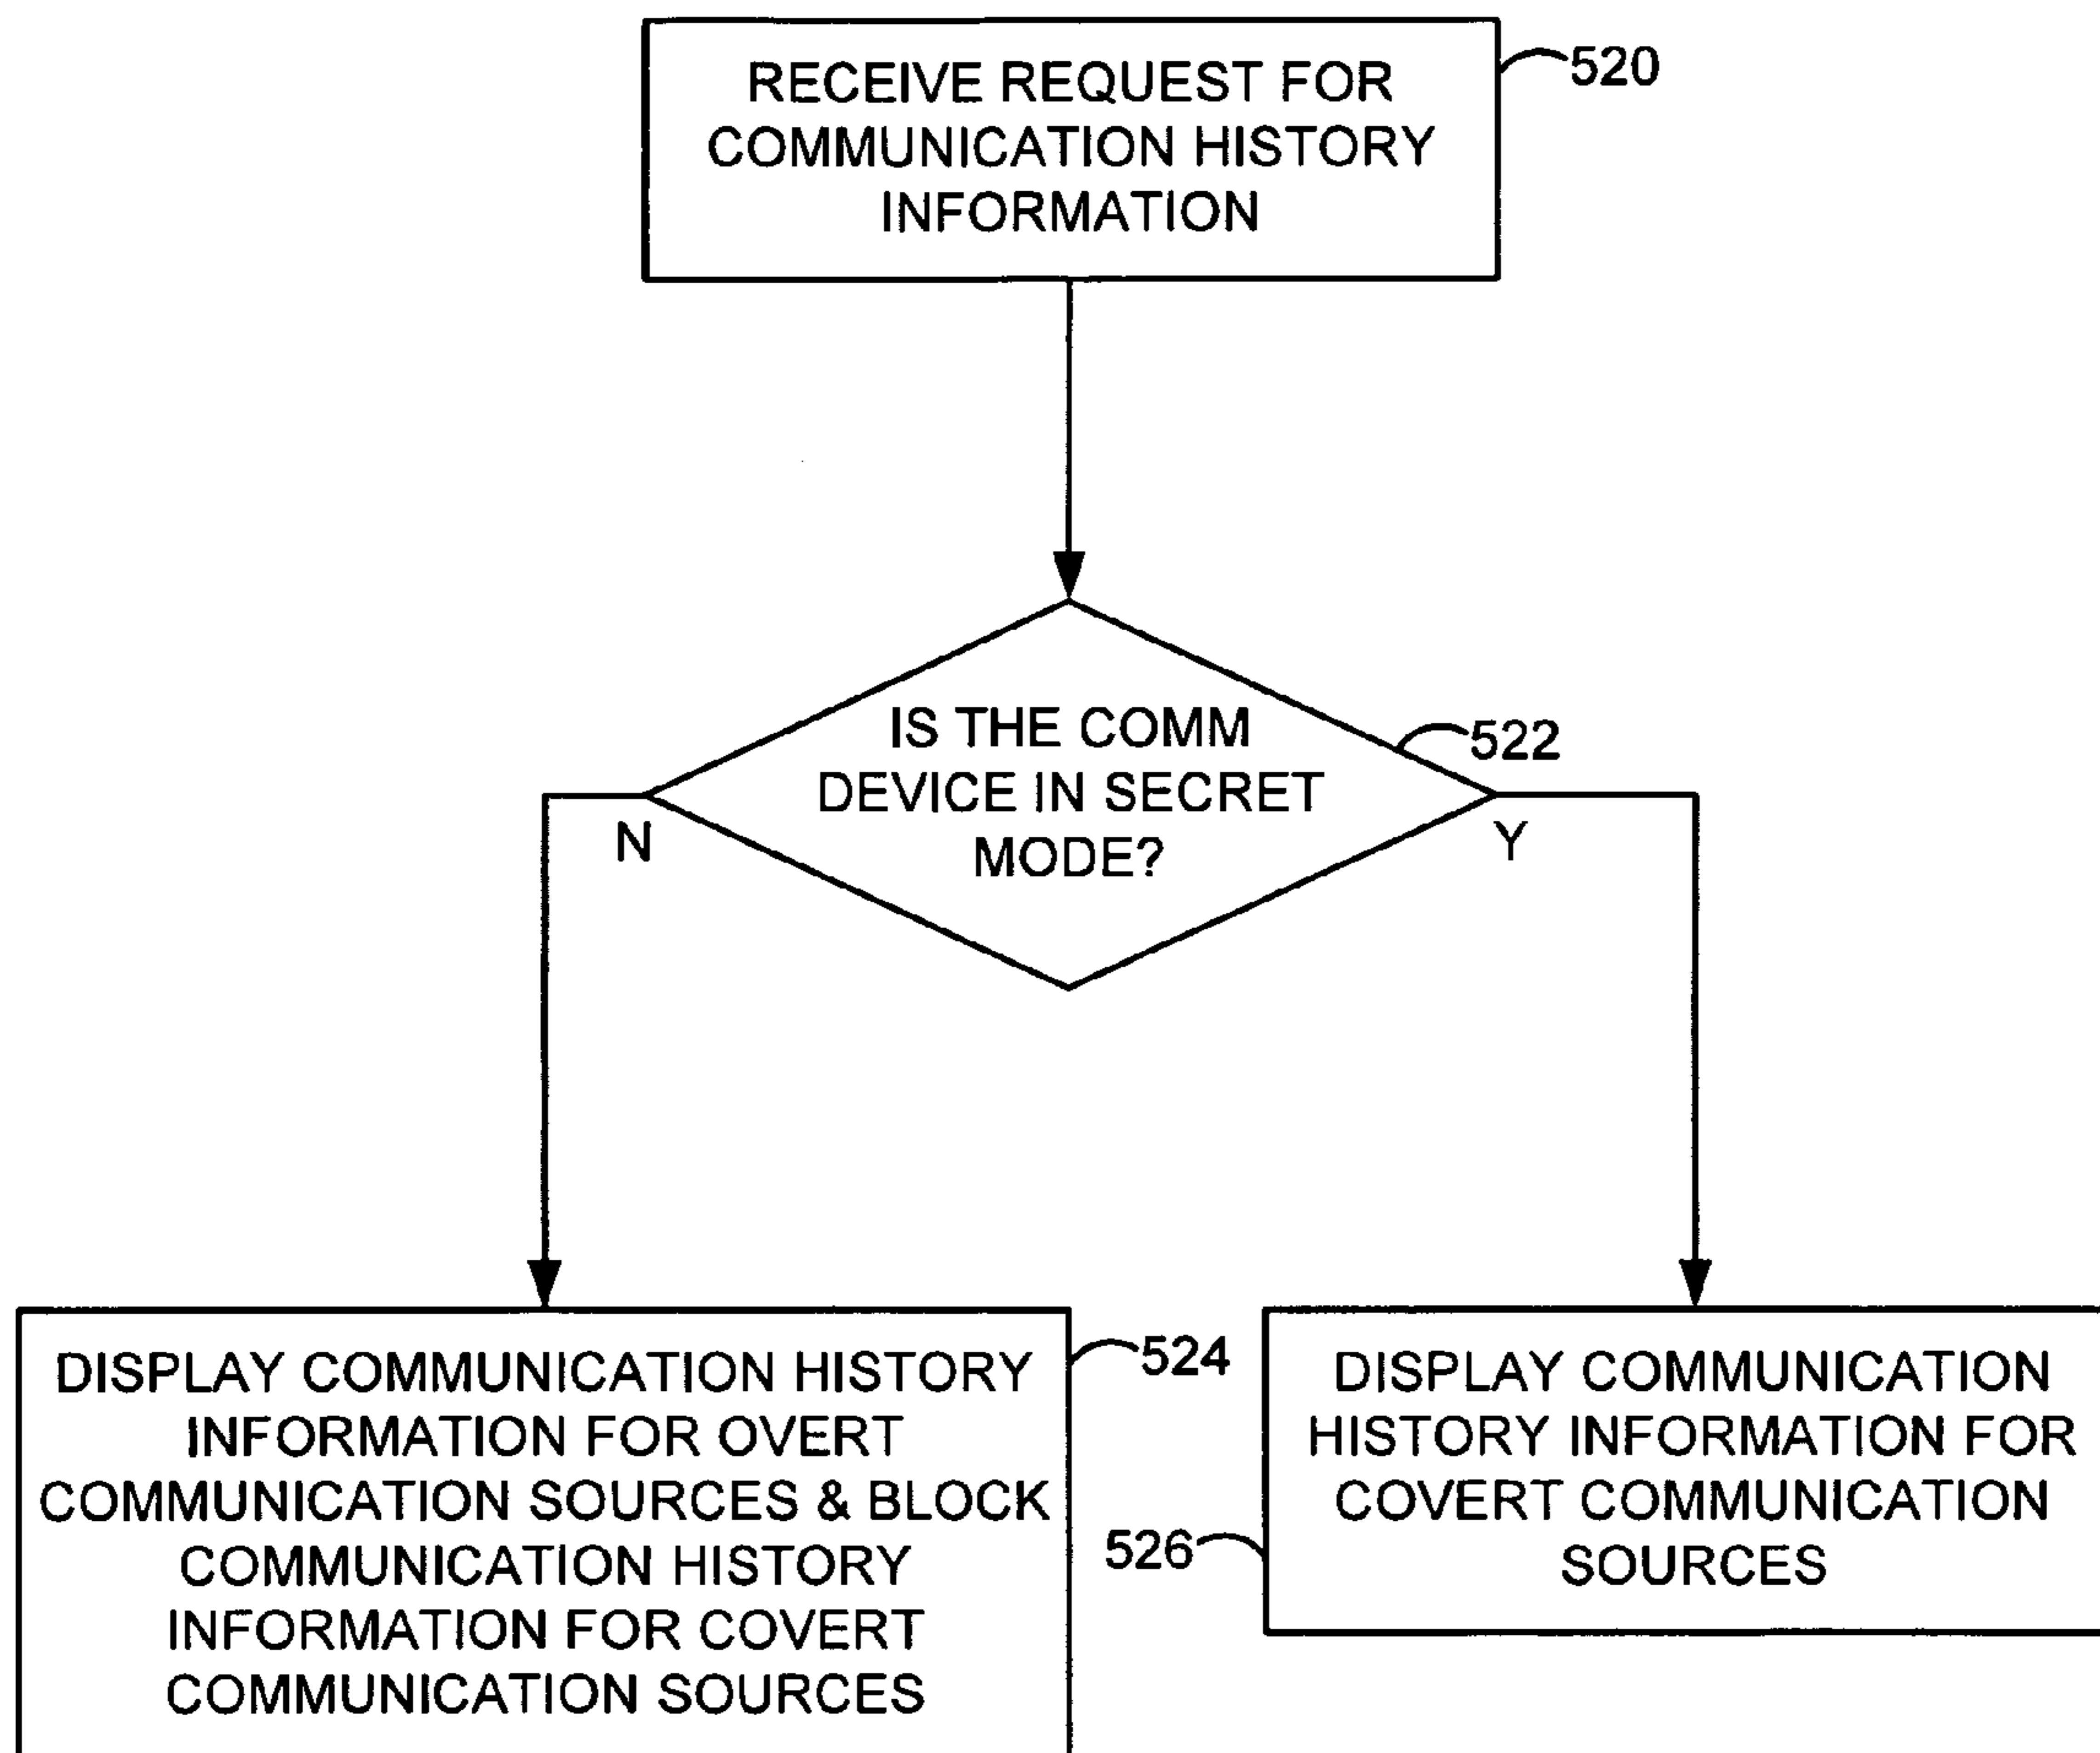 RECEIVE REQUEST FOR
COMMUNICATION HISTORY
INFORMATION
520
IS THE COMM
DEVICE IN SECRET
MODE?
522
N
Y
DISPLAY COMMUNICATION HISTORY
INFORMATION FOR OVERT
COMMUNICATION SOURCES & BLOCK
COMMUNICATION HISTORY
INFORMATION FOR COVERT
COMMUNICATION SOURCES
524
DISPLAY COMMUNICATION
HISTORY INFORMATION FOR
COVERT COMMUNICATION
SOURCES
526